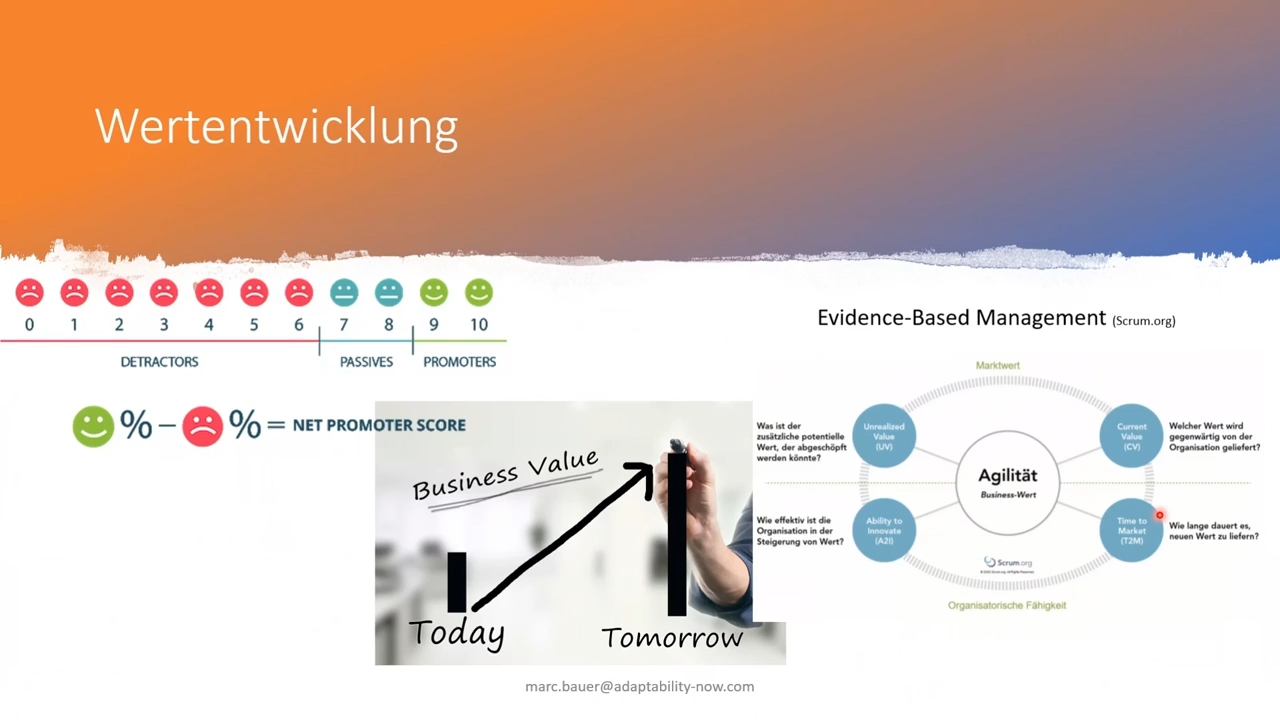 Wertentwicklung
0 1 2 3 4 5 6 7 8 9 10
DETRACTORS PASSIVES PROMOTERS
% – % = NET PROMOTER SCORE
Business Value
Today
Tomorrow
Evidence-Based Management (Scrum.org)
Marktwert
Was ist der
zusätzliche potentielle
Wert, der abgeschöpft
werden könnte?
Unrealized
Value
(UV)
Current
Value
(CV)
Welcher Wert wird
gegenwärtig von der
Organisation geliefert?
Agilität
Business-Wert
Wie effektiv ist die
Organisation in der
Steigerung von Wert?
Ability to
Innovate
(A2I)
Time to
Market
(T2M)
Wie lange dauert es,
neuen Wert zu liefern?
Scrum.org
Organisatorische Fähigkeit
marc.bauer@adaptability-now.com